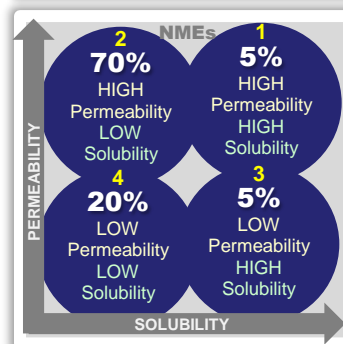 NMEs
2
70%
HIGH
Permeability
LOW
Solubility
1
5%
HIGH
Permeability
HIGH
Solubility
4
20%
LOW
Permeability
LOW
Solubility
3
5%
LOW
Permeability
HIGH
Solubility
PERMEABILITY
SOLUBILITY